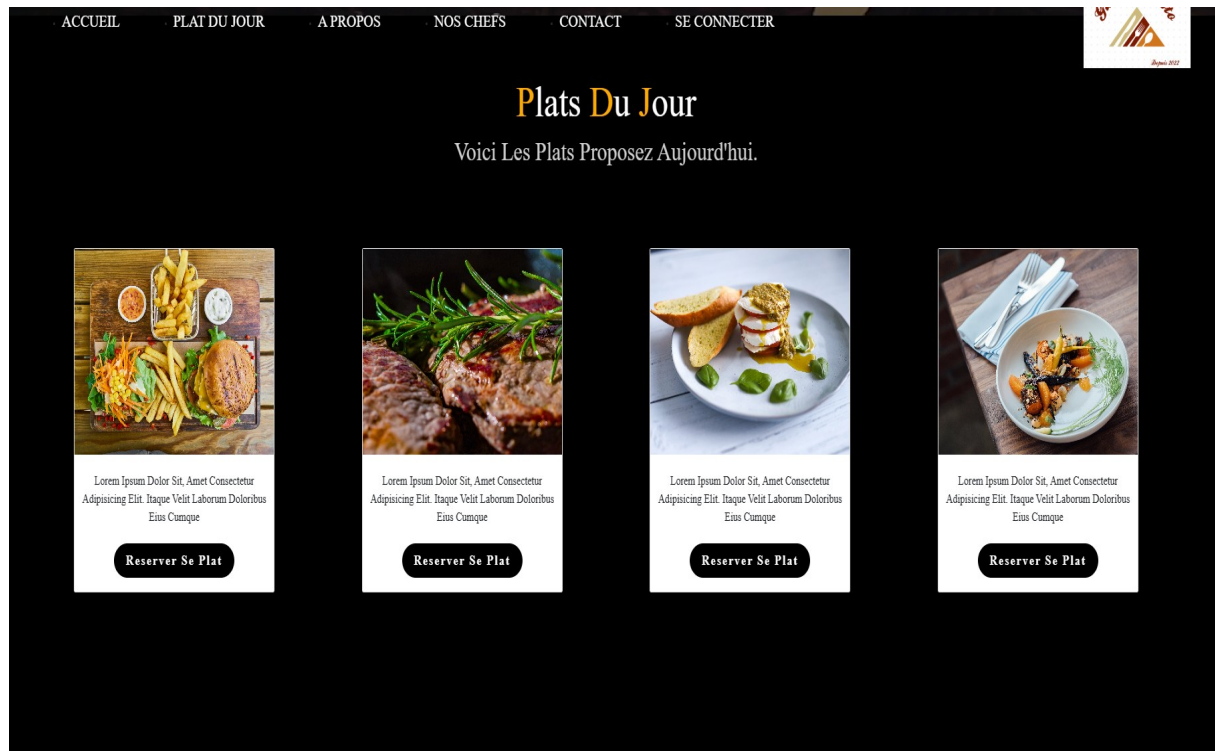 ACCUEIL PLAT DU JOUR A PROPOS NOS CHEFS CONTACT SE CONNECTER
Depuis 2022
Plats Du Jour
Voici Les Plats Proposez Aujourd'hui.
Lorem Ipsum Dolor Sit, Amet Consectetur
Adipisicing Elit. Itaque Velit Laborum Doloribus
Eius Cumque
Reserver Se Plat
Lorem Ipsum Dolor Sit, Amet Consectetur
Adipisicing Elit. Itaque Velit Laborum Doloribus
Eius Cumque
Reserver Se Plat
Lorem Ipsum Dolor Sit, Amet Consectetur
Adipisicing Elit. Itaque Velit Laborum Doloribus
Eius Cumque
Reserver Se Plat
Lorem Ipsum Dolor Sit, Amet Consectetur
Adipisicing Elit. Itaque Velit Laborum Doloribus
Eius Cumque
Reserver Se Plat